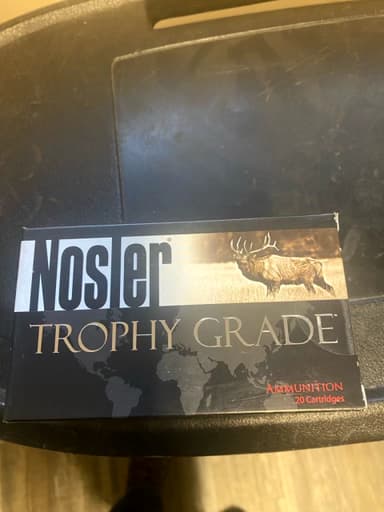 Nosler®
TROPHY GRADE®
AMMUNITION
20 Cartridges